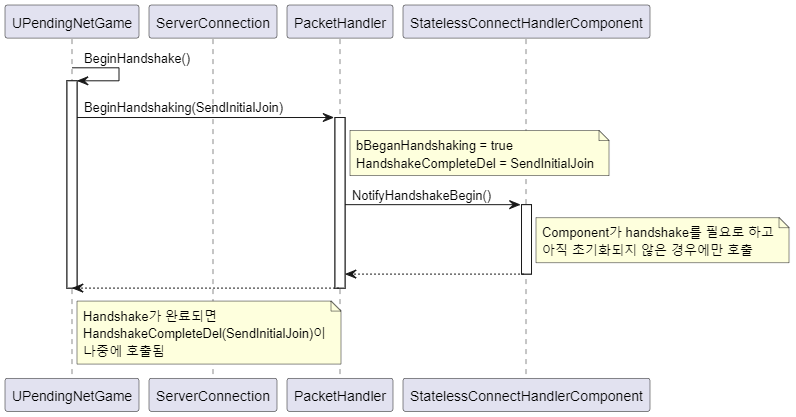 UPendingNetGame
ServerConnection
PacketHandler
StatelessConnectHandlerComponent
BeginHandshake()
BeginHandshaking(SendInitialJoin)
bBeganHandshaking = true
HandshakeCompleteDel = SendInitialJoin
NotifyHandshakeBegin()
Component가 handshake를 필요로 하고
아직 초기화되지 않은 경우에만 호출
Handshake가 완료되면
HandshakeCompleteDel(SendInitialJoin)이
나중에 호출됨
UPendingNetGame
ServerConnection
PacketHandler
StatelessConnectHandlerComponent